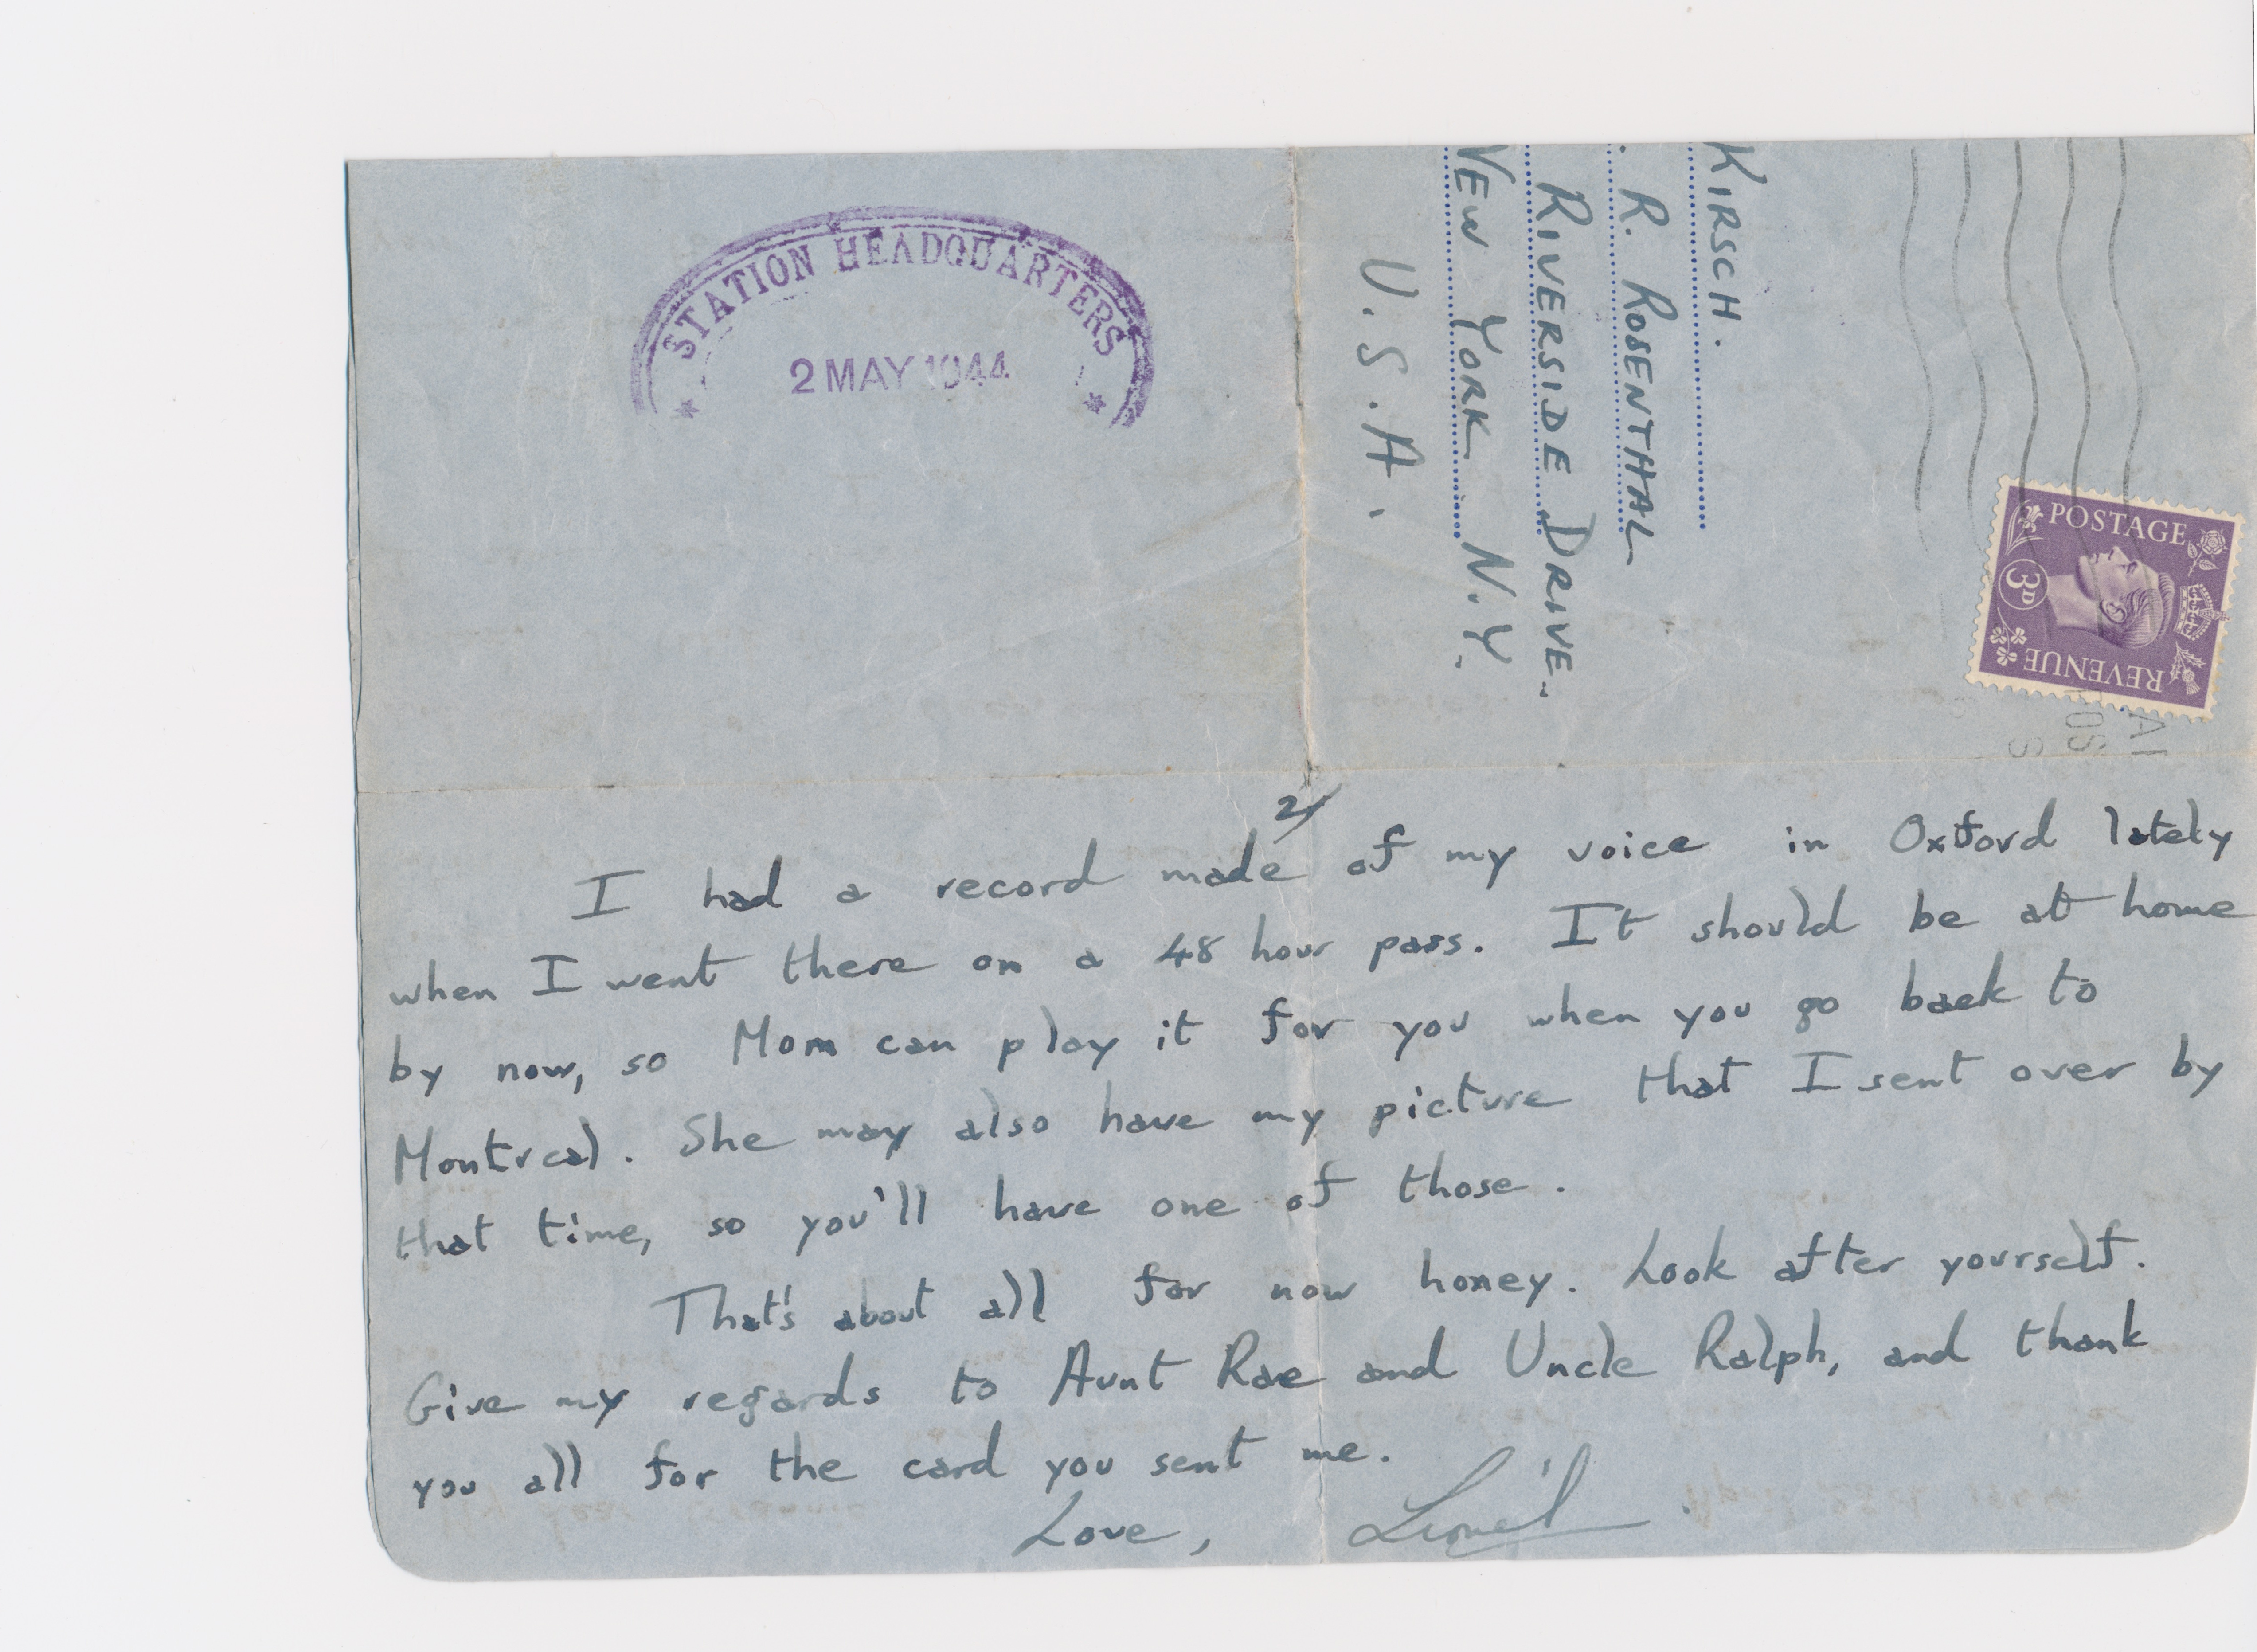 STATION HEADQUARTERS
2 MAY 1944
KIRSCH.
. R. ROSENTHAL
RIVERSIDE DRIVE.
NEW YORK N.Y.
U.S.A.
POSTAGE
3D
REVENUE
2/
I had a record made of my voice in Oxford lately
when I went there on a 48 hour pass. It should be at home
by now, so Mom can play it for you when you go back to
Montreal. She may also have my picture that I sent over by
that time, so you'll have one of those.
That's about all for now honey. Look after yourself.
Give my regards to Aunt Rae and Uncle Ralph, and thank
you all for the card you sent me.
Love, Lionel.